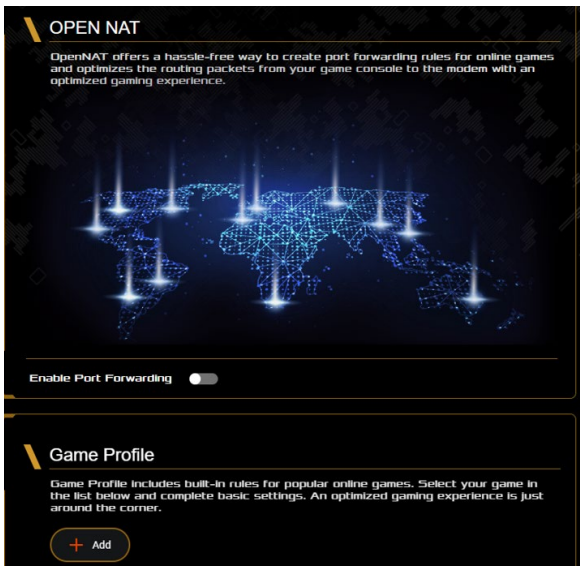 OPEN NAT
OpenNAT offers a hassle-free way to create port forwarding rules for online games
and optimizes the routing packets from your game console to the modem with an
optimized gaming experience.
Enable Port Forwarding
Game Profile
Game Profile includes built-in rules for popular online games. Select your game in
the list below and complete basic settings. An optimized gaming experience is just
around the corner.
+ Add